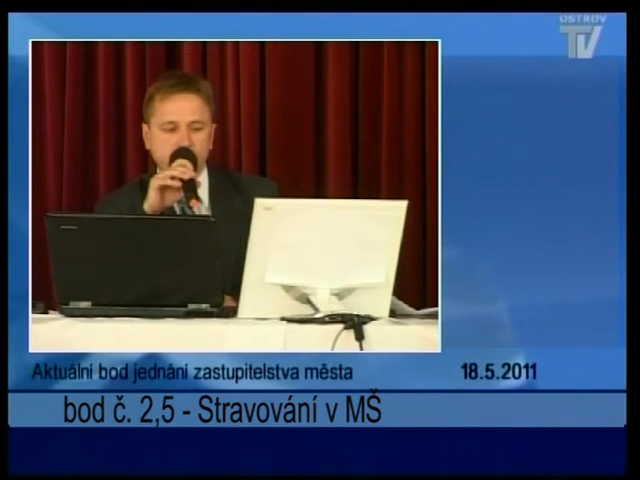 OSTROV
TV
Aktuální bod jednání zastupitelstva města 18.5.2011
bod č. 2,5 - Stravování v MŠ